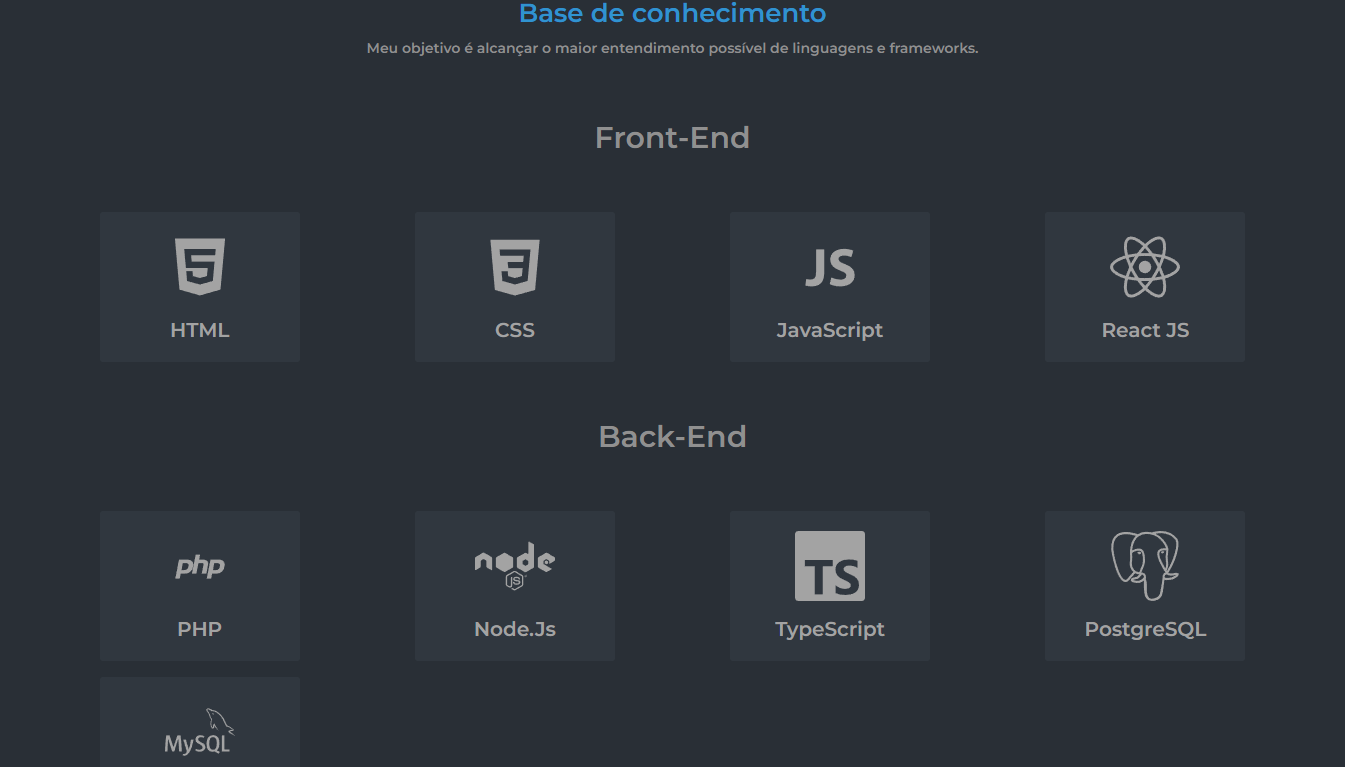 Base de conhecimento
Meu objetivo é alcançar o maior entendimento possível de linguagens e frameworks.
Front-End
5 3 JS
HTML CSS JavaScript React JS
Back-End
php node JS TS
PHP Node.Js TypeScript PostgreSQL
MySQL